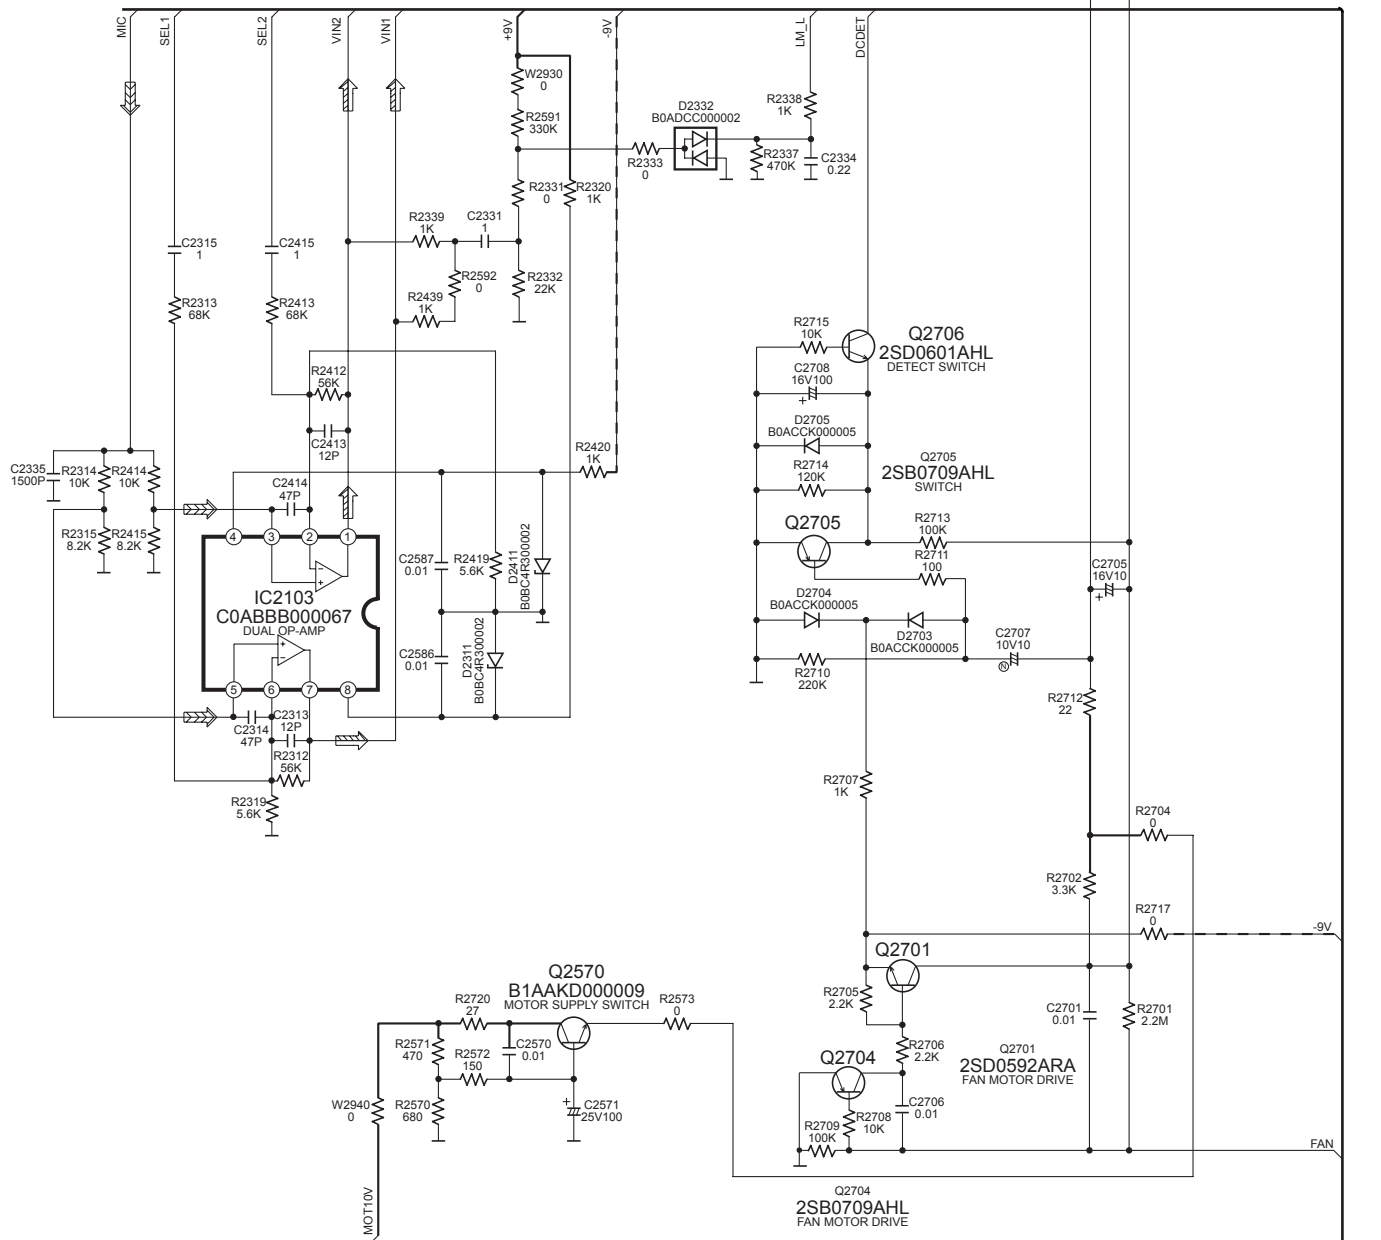 MIC
SEL1
SEL2
VIN2
VIN1
+9V
-9V
LM_L
DCDET
W2930
0
R2591
330K
D2332
B0ADCC000002
R2338
1K
R2333
0
R2337
470K
C2334
0.22
R2331
0
R2320
1K
R2339
1K
C2331
1
C2315
1
C2415
1
R2592
0
R2332
22K
R2313
68K
R2413
68K
R2439
1K
R2715
10K
Q2706
2SD0601AHL
DETECT SWITCH
R2412
56K
C2708
16V100
+
D2705
B0ACCK000005
C2413
12P
R2420
1K
Q2705
2SB0709AHL
SWITCH
C2335
1500P
R2314
10K
R2414
10K
R2714
120K
C2414
47P
Q2705
R2713
100K
R2315
8.2K
R2415
8.2K
4
3
2
1
C2587
0.01
R2419
5.6K
D2411
B0BC4R300002
R2711
100
C2705
16V10
+
-
+
IC2103
C0ABBB000067
DUAL OP-AMP
+
-
D2704
B0ACCK000005
D2703
B0ACCK000005
C2707
10V10
N
C2586
0.01
D2311
B0BC4R300002
R2710
220K
5
6
7
8
R2712
22
C2314
47P
C2313
12P
R2312
56K
R2319
5.6K
R2707
1K
R2704
0
R2702
3.3K
R2717
0
-9V
Q2701
Q2570
B1AAKD000009
MOTOR SUPPLY SWITCH
R2720
27
R2573
0
R2705
2.2K
C2701
0.01
R2701
2.2M
R2571
470
R2572
150
C2570
0.01
R2706
2.2K
Q2701
2SD0592ARA
FAN MOTOR DRIVE
Q2704
W2940
0
R2570
680
+
C2571
25V100
C2706
0.01
R2708
10K
R2709
100K
FAN
MOT10V
Q2704
2SB0709AHL
FAN MOTOR DRIVE